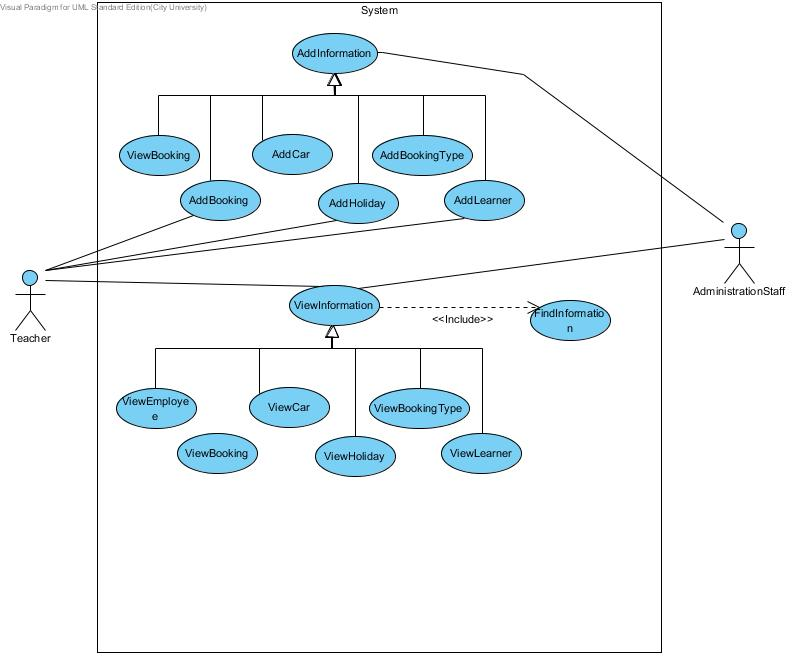 Visual Paradigm for UML Standard Edition(City University)
System
AddInformation
ViewBooking
AddCar
AddBookingType
AddBooking
AddHoliday
AddLearner
Teacher
AdministrationStaff
ViewInformation
<<Include>>
FindInformatio
n
ViewEmploye
e
ViewCar
ViewBookingType
ViewBooking
ViewHoliday
ViewLearner